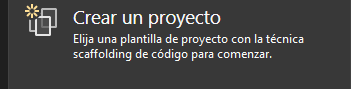 Crear un proyecto
Elija una plantilla de proyecto con la técnica
scaffolding de código para comenzar.